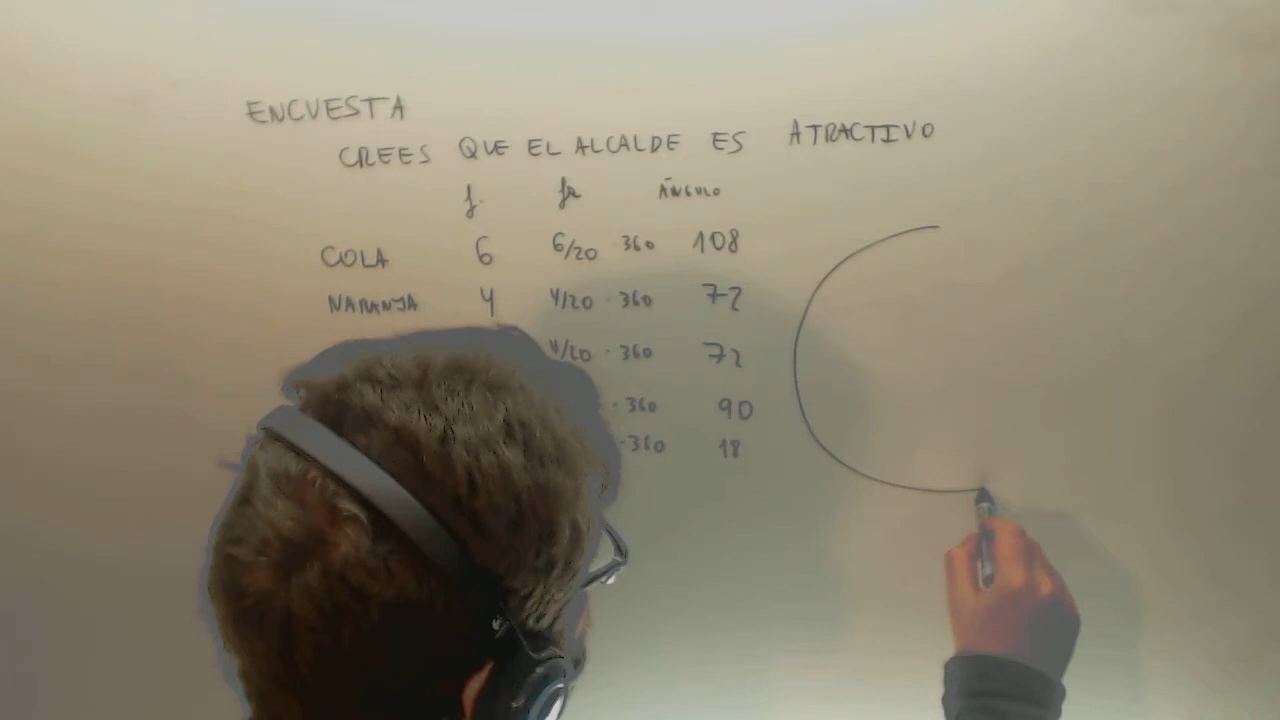 ENCUESTA
CREES QUE EL ALCALDE ES ATRACTIVO
f. fr ÁNGULO
COLA 6 6/20 360 108
NARANJA 4 4/20 · 360 72
4/20 · 360 72
· 360 90
· 360 18